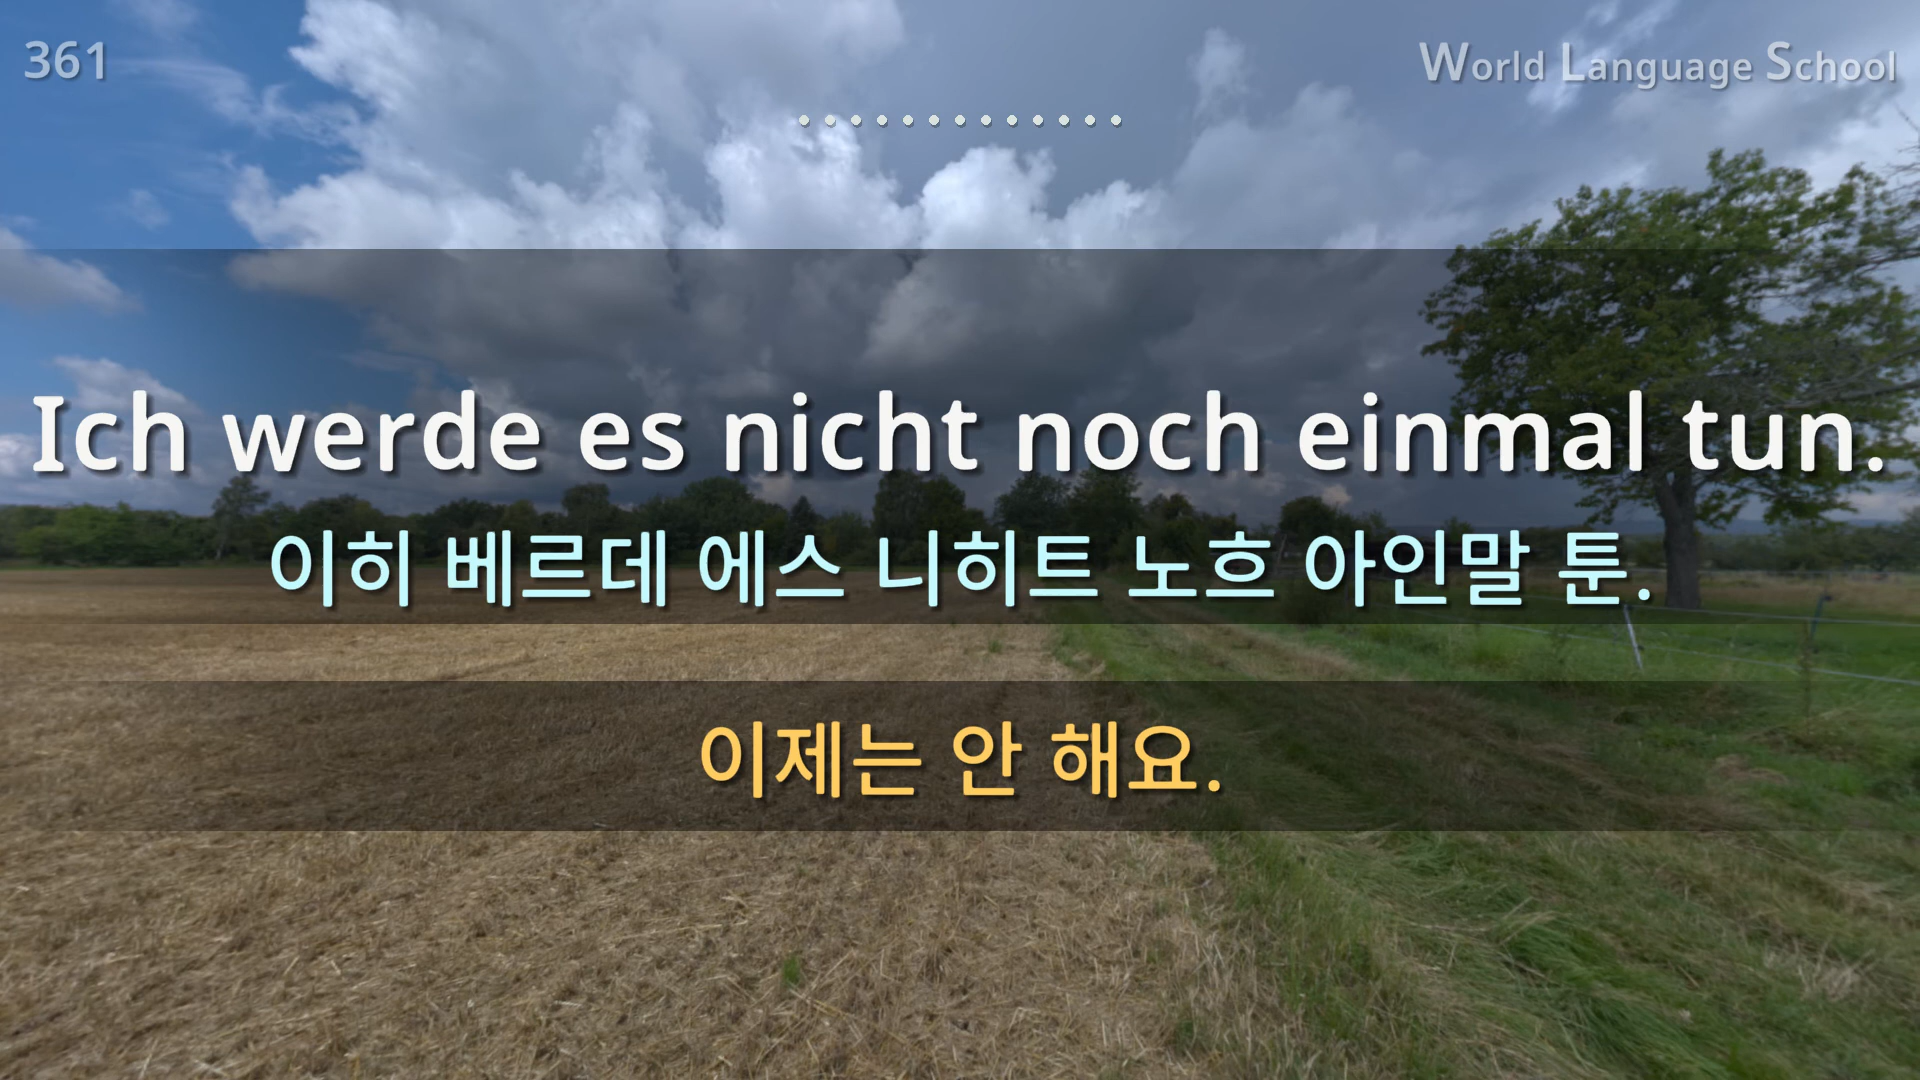 361
World Language School
Ich werde es nicht noch einmal tun.
이히 베르데 에스 니히트 노흐 아인말 툰.
이제는 안 해요.